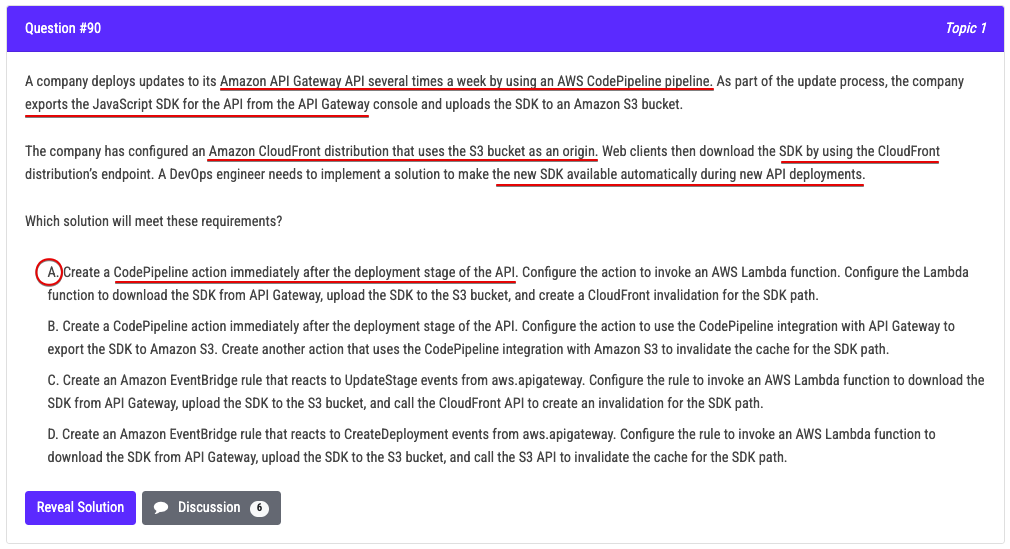 Question #90
Topic 1
A company deploys updates to its Amazon API Gateway API several times a week by using an AWS CodePipeline pipeline. As part of the update process, the company
exports the JavaScript SDK for the API from the API Gateway console and uploads the SDK to an Amazon S3 bucket.
The company has configured an Amazon CloudFront distribution that uses the S3 bucket as an origin. Web clients then download the SDK by using the CloudFront
distribution's endpoint. A DevOps engineer needs to implement a solution to make the new SDK available automatically during new API deployments.
Which solution will meet these requirements?
A. Create a CodePipeline action immediately after the deployment stage of the API. Configure the action to invoke an AWS Lambda function. Configure the Lambda
function to download the SDK from API Gateway, upload the SDK to the S3 bucket, and create a CloudFront invalidation for the SDK path.
B. Create a CodePipeline action immediately after the deployment stage of the API. Configure the action to use the CodePipeline integration with API Gateway to
export the SDK to Amazon S3. Create another action that uses the CodePipeline integration with Amazon S3 to invalidate the cache for the SDK path.
C. Create an Amazon EventBridge rule that reacts to UpdateStage events from aws.apigateway. Configure the rule to invoke an AWS Lambda function to download the
SDK from API Gateway, upload the SDK to the S3 bucket, and call the CloudFront API to create an invalidation for the SDK path.
D. Create an Amazon EventBridge rule that reacts to CreateDeployment events from aws.apigateway. Configure the rule to invoke an AWS Lambda function to
download the SDK from API Gateway, upload the SDK to the S3 bucket, and call the S3 API to invalidate the cache for the SDK path.
Reveal Solution
Discussion 6